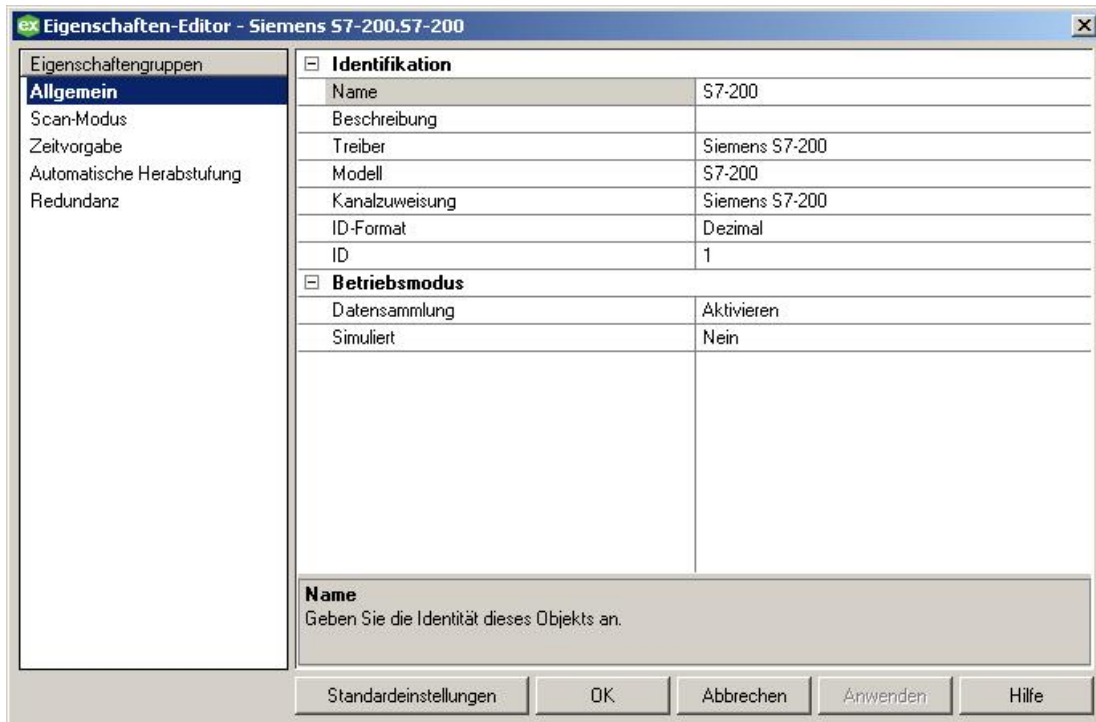 ex Eigenschaften-Editor - Siemens S7-200.S7-200
Eigenschaftengruppen
Allgemein
Scan-Modus
Zeitvorgabe
Automatische Herabstufung
Redundanz
Identifikation
Name S7-200
Beschreibung
Treiber Siemens S7-200
Modell S7-200
Kanalzuweisung Siemens S7-200
ID-Format Dezimal
ID 1
Betriebsmodus
Datensammlung Aktivieren
Simuliert Nein
Name
Geben Sie die Identität dieses Objekts an.
Standardeinstellungen OK Abbrechen Anwenden Hilfe